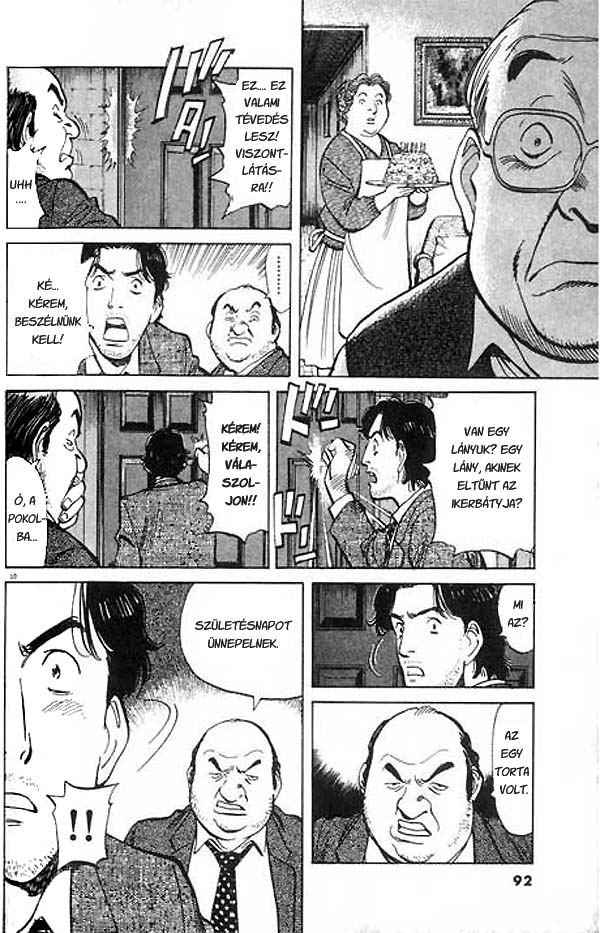 EZ.... EZ
VALAMI
TÉVEDÉS
LESZ!
VISZONT-
LÁTÁS-
RA!!
UHH
....
KÉ...
KÉREM,
BESZÉLNÜNK
KELL!
VAN EGY
LÁNYUK? EGY
LÁNY, AKINEK
ELTŰNT AZ
IKERBÁTYJA?
KÉREM!
KÉREM,
VÁLA-
SZOL-
JON!!
Ó, A
POKOL-
BA...
MI
AZ?
AZ
EGY
TORTA
VOLT.
SZÜLETÉSNAPOT
ÜNNEPELNEK.
!!
92